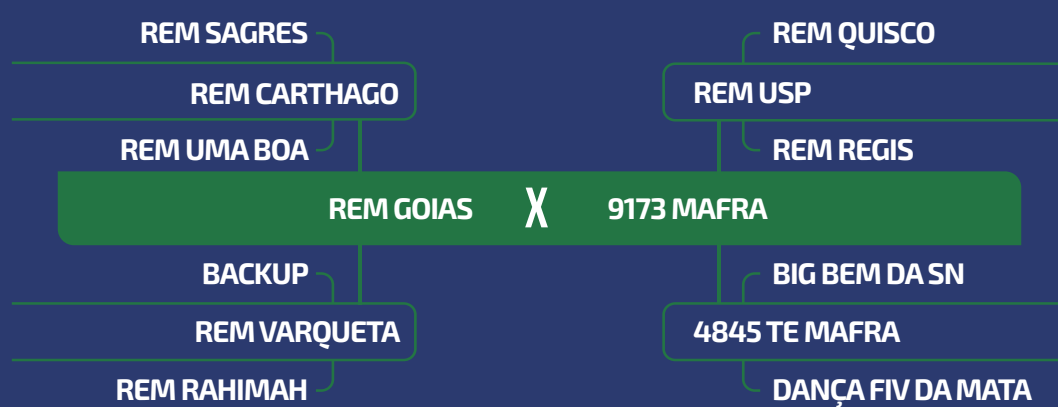 REM SAGRES
REM QUISCO
REM CARTHAGO
REM USP
REM UMA BOA
REM REGIS
REM GOIAS X 9173 MAFRA
BACKUP
BIG BEM DA SN
REM VARQUETA
4845 TE MAFRA
REM RAHIMAH
DANÇA FIV DA MATA